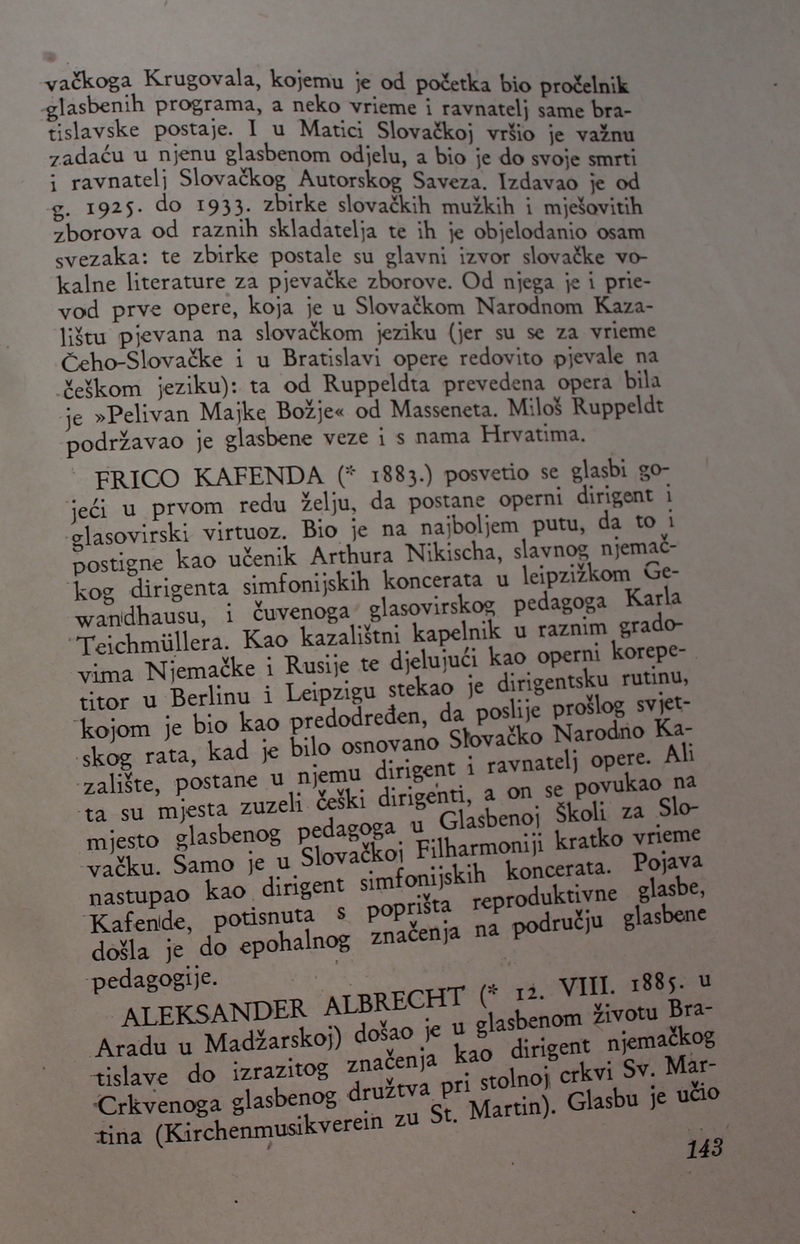 vačkoga Krugovala, kojemu je od početka bio pročelnik
glasbenih programa, a neko vrieme i ravnatelj same bra-
tislavske postaje. I u Matici Slovačkoj vršio je važnu
zadaću u njenu glasbenom odjelu, a bio je do svoje smrti
i ravnatelj Slovačkog Autorskog Saveza. Izdavao je od
g. 1925. do 1933. zbirke slovačkih mužkih i mješovitih
zborova od raznih skladatelja te ih je objelodanio osam
svezaka: te zbirke postale su glavni izvor slovačke vo-
kalne literature za pjevačke zborove. Od njega je i prie-
vod prve opere, koja je u Slovačkom Narodnom Kaza-
lištu pjevana na slovačkom jeziku (jer su se za vrieme
Čeho-Slovačke i u Bratislavi opere redovito pjevale na
češkom jeziku): ta od Ruppeldta prevedena opera bila
je »Pelivan Majke Božje« od Masseneta. Miloš Ruppeldt
podržavao je glasbene veze i s nama Hrvatima.
FRICO KAFENDA (* 1883.) posvetio se glasbi go-
jeći u prvom redu želju, da postane operni dirigent i
glasovirski virtuoz. Bio je na najboljem putu, da to i
postigne kao učenik Arthura Nikischa, slavnog njemač-
kog dirigenta simfonijskih koncerata u leipzižkom Ge-
wandhausu, i čuvenoga glasovirskog pedagoga Karla
Teichmüllera. Kao kazalištni kapelnik u raznim grado-
vima Njemačke i Rusije te djelujući kao operni korepe-
titor u Berlinu i Leipzigu stekao je dirigentsku rutinu,
kojom je bio kao predodređen, da poslije prošlog svjet-
skog rata, kad je bilo osnovano Slovačko Narodno Ka-
zalište, postane u njemu dirigent i ravnatelj opere. Ali
ta su mjesta zuzeli češki dirigenti, a on se povukao na
mjesto glasbenog pedagoga u Glasbenoj Školi za Slo-
vačku. Samo je u Slovačkoj Filharmoniji kratko vrieme
nastupao kao dirigent simfonijskih koncerata. Pojava
Kafende, potisnuta s poprišta reproduktivne glasbe,
došla je do epohalnog značenja na području glasbene
pedagogije.
ALEKSANDER ALBRECHT (* 12. VIII. 1885. u
Aradu u Madžarskoj) došao je u glasbenom životu Bra-
tislave do izrazitog značenja kao dirigent njemačkog
Crkvenoga glasbenog družtva pri stolnoj crkvi Sv. Mar-
tina (Kirchenmusikverein zu St. Martin). Glasbu je učio
143